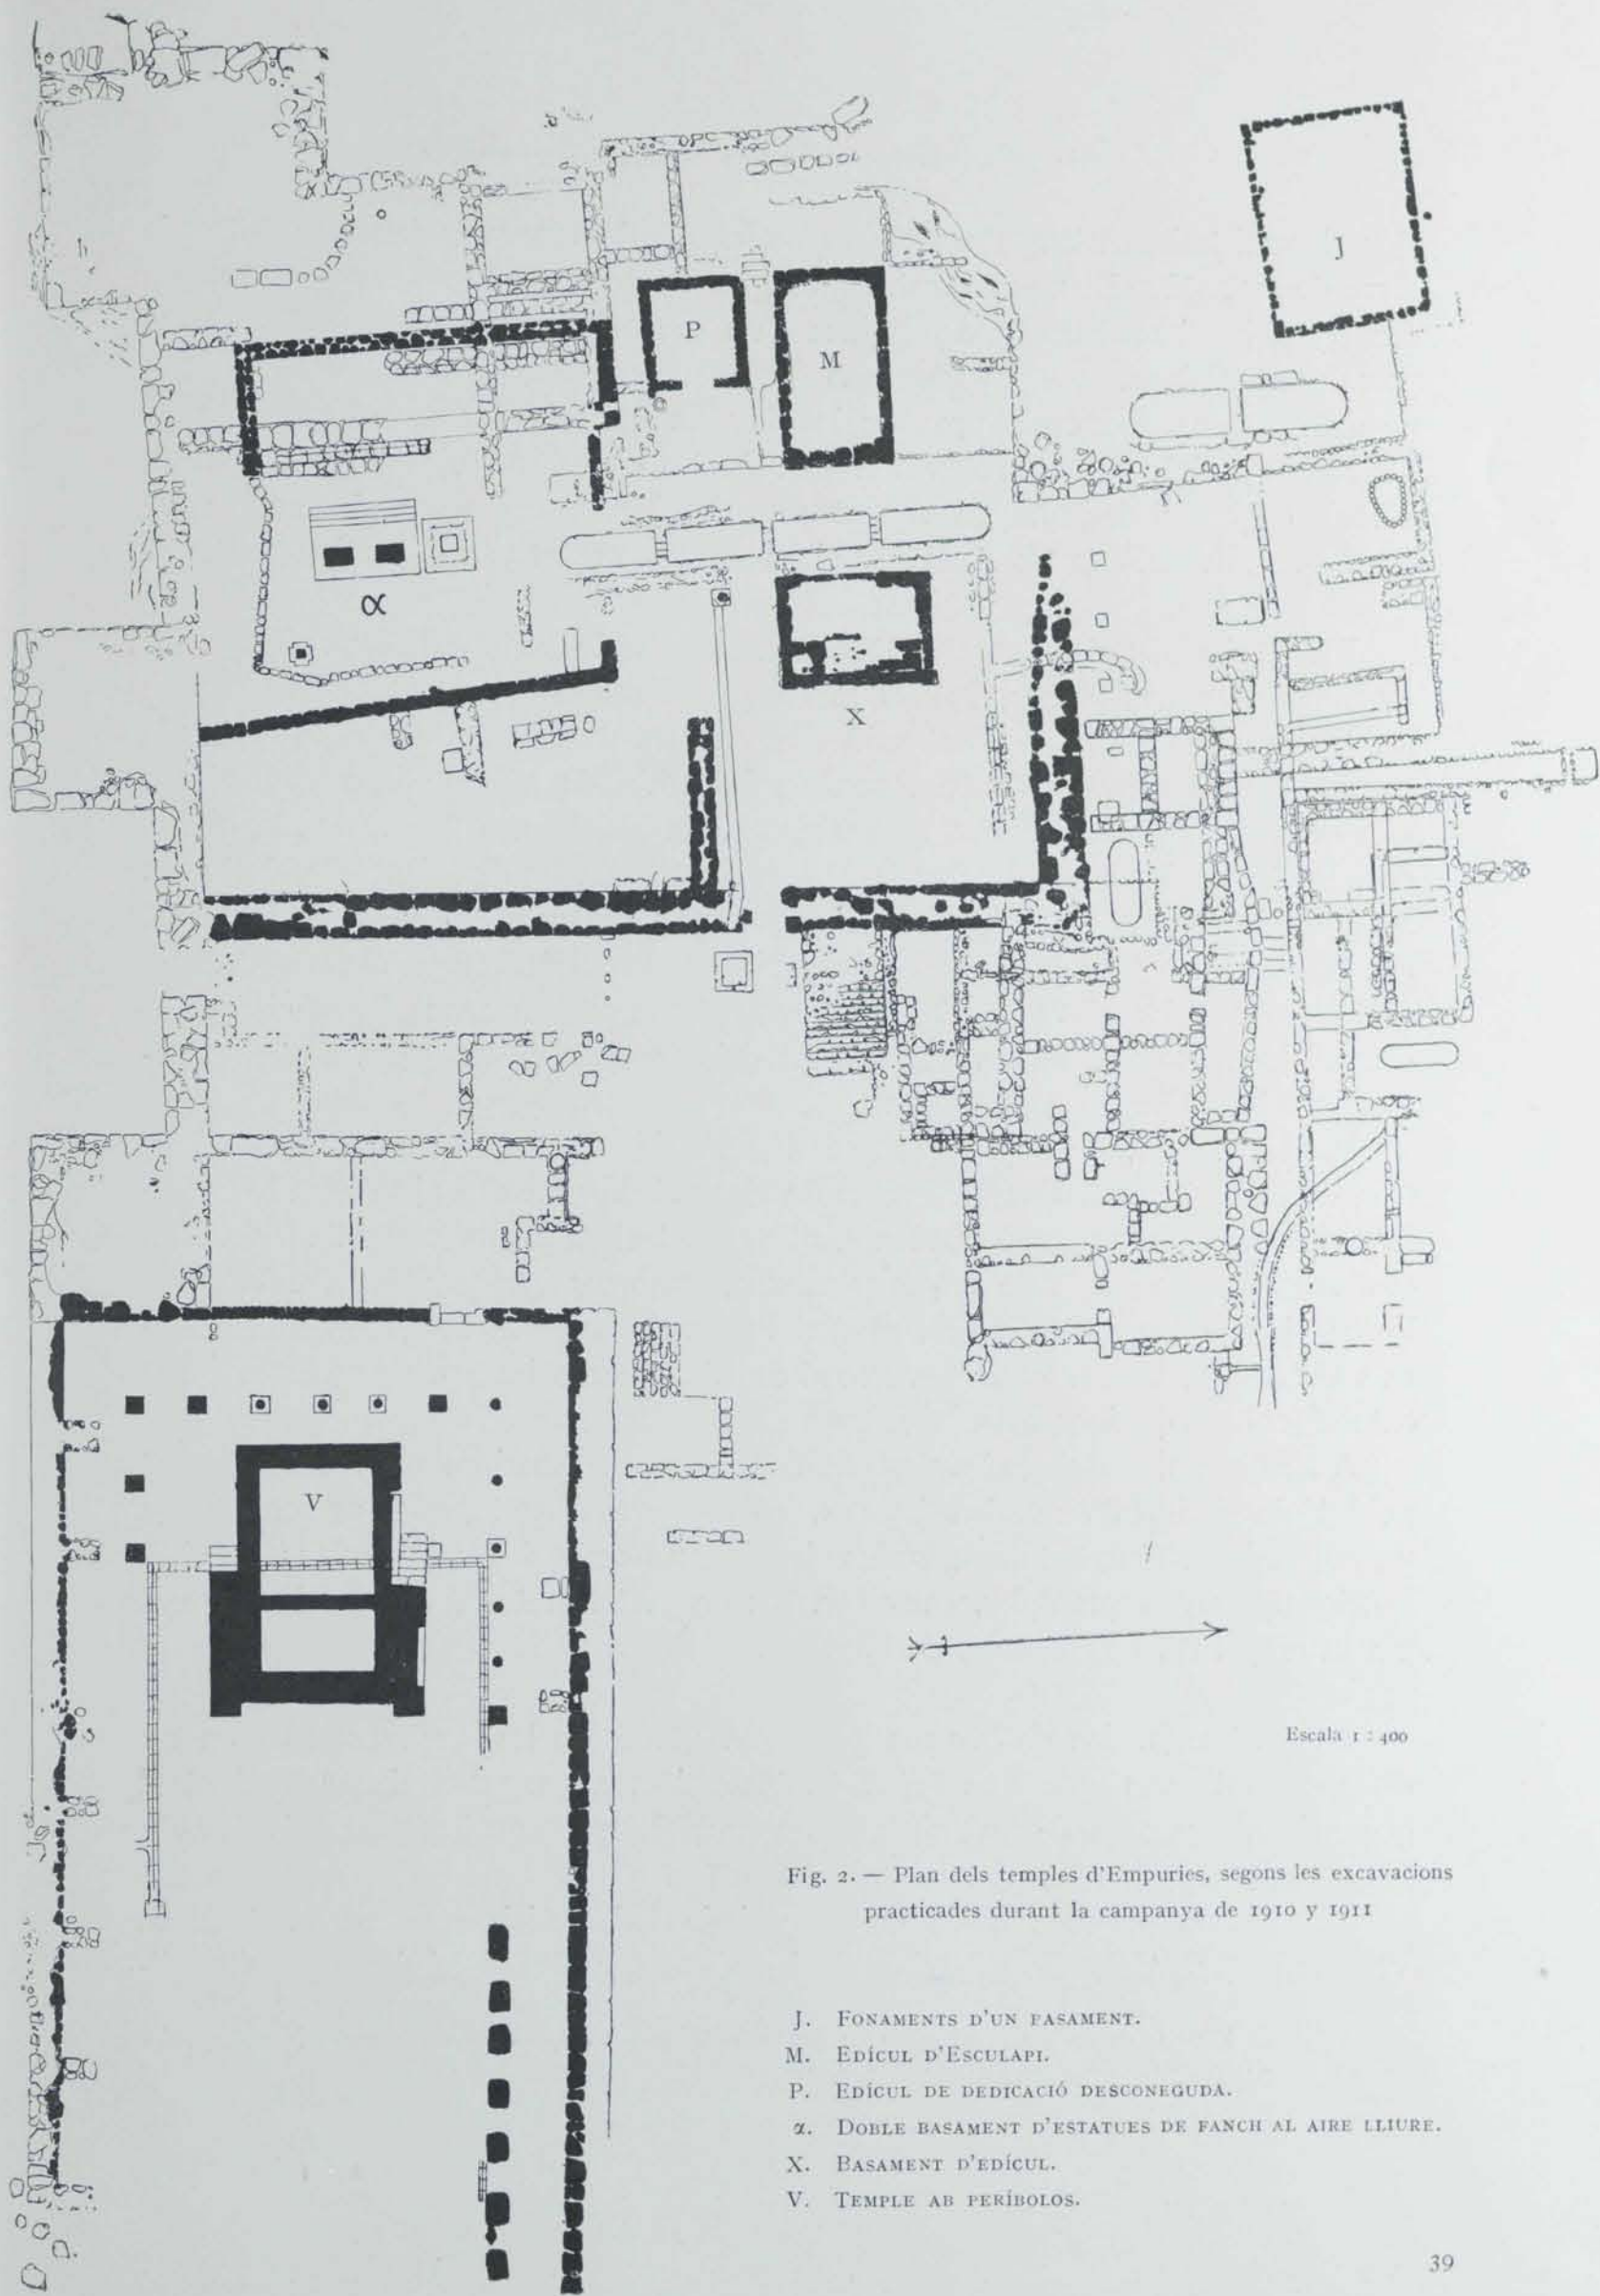 J
P
M
α
X
V
Escala 1 : 400
Fig. 2. — Plan dels temples d'Empuries, segons les excavacions
practicades durant la campanya de 1910 y 1911
J. FONAMENTS D'UN BASAMENT.
M. EDÍCUL D'ESCULAPI.
P. EDÍCUL DE DEDICACIÓ DESCONEGUDA.
α. DOBLE BASAMENT D'ESTATUES DE FANCH AL AIRE LLIURE.
X. BASAMENT D'EDÍCUL.
V. TEMPLE AB PERÍBOLOS.
39